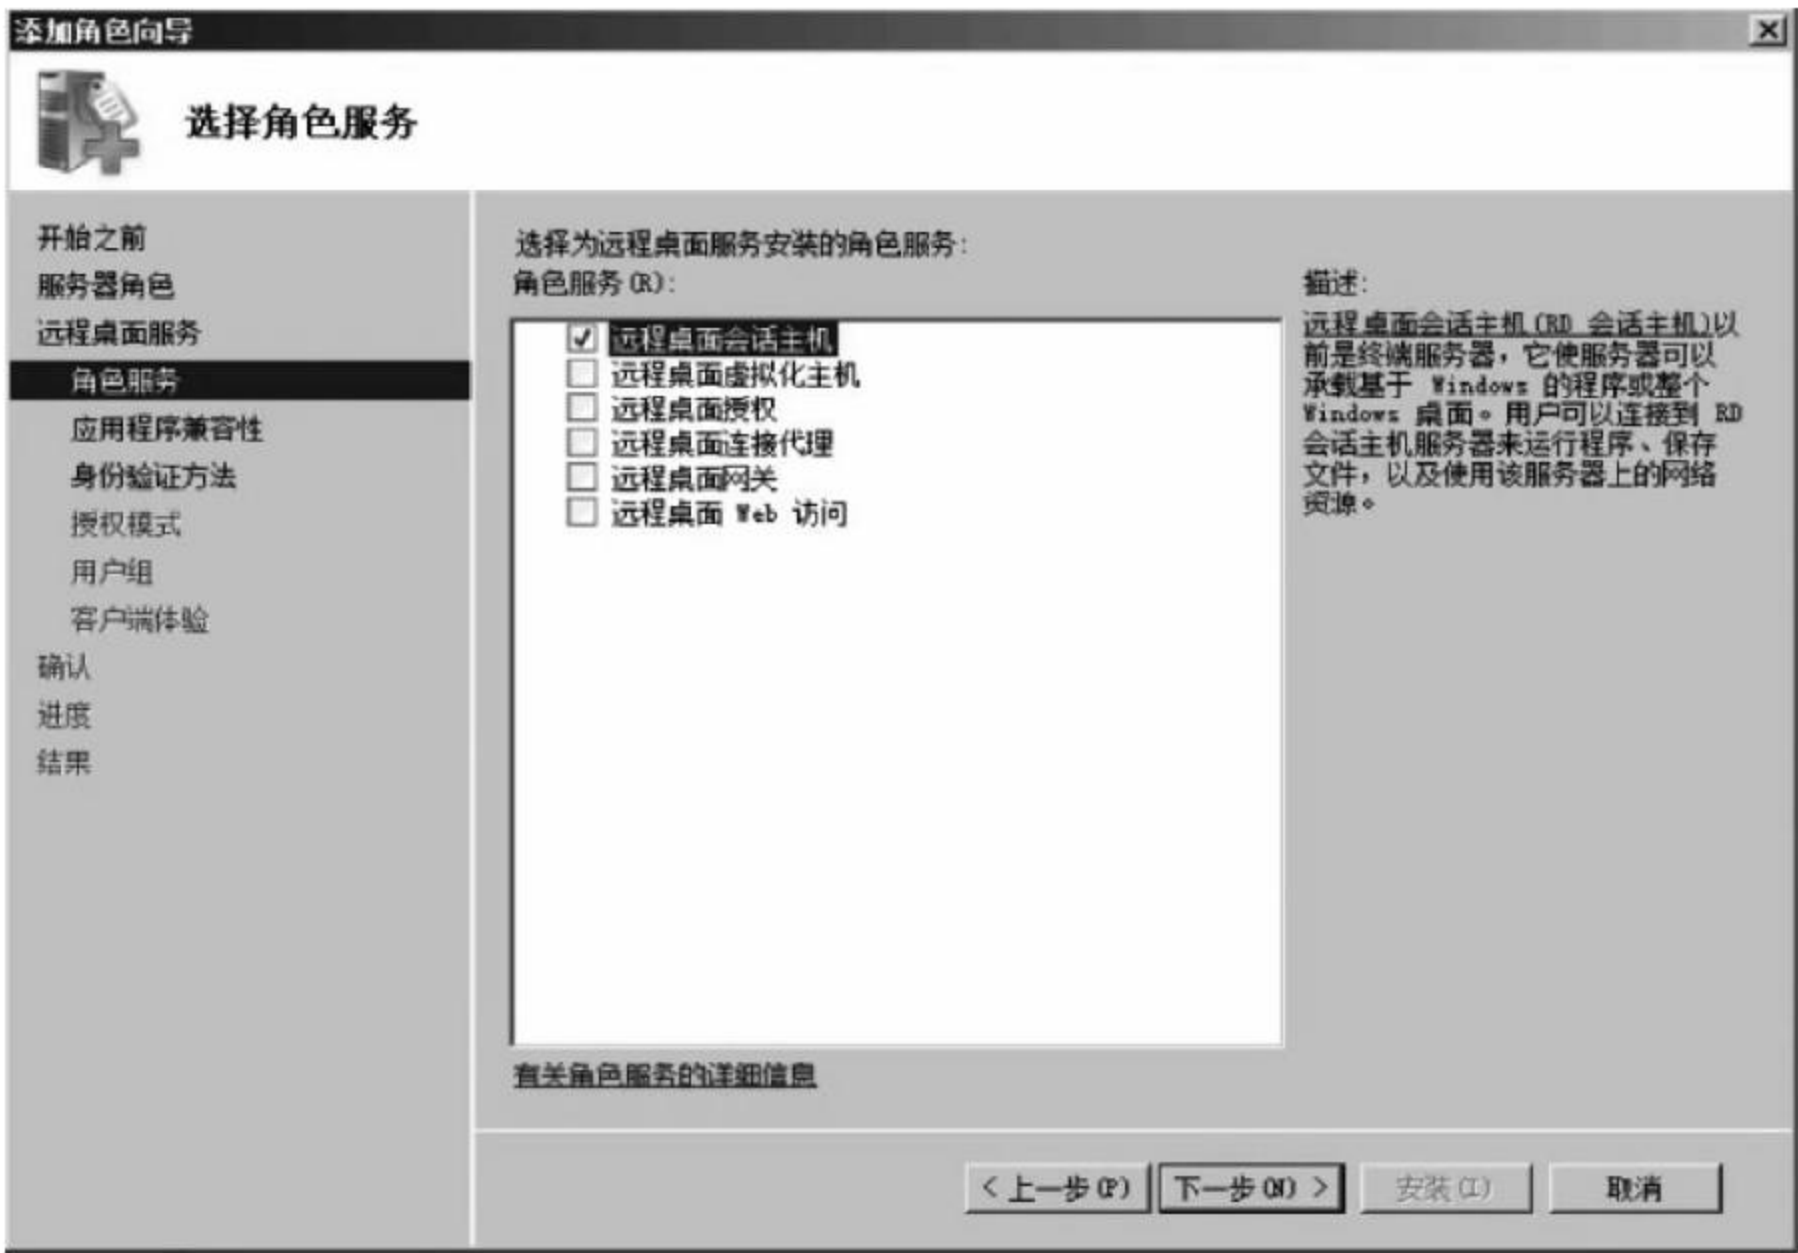 添加角色向导
选择角色服务
开始之前
服务器角色
远程桌面服务
角色服务
应用程序兼容性
身份验证方法
授权模式
用户组
客户端体验
确认
进度
结果
选择为远程桌面服务安装的角色服务:
角色服务(R):
远程桌面会话主机
远程桌面虚拟化主机
远程桌面授权
远程桌面连接代理
远程桌面网关
远程桌面 Web 访问
有关角色服务的详细信息
描述:
远程桌面会话主机(RD 会话主机)以
前是终端服务器，它使服务器可以
承载基于 Windows 的程序或整个
Windows 桌面。用户可以连接到 RD
会话主机服务器来运行程序、保存
文件，以及使用该服务器上的网络
资源。
< 上一步(P)
下一步(N) >
安装(I)
取消